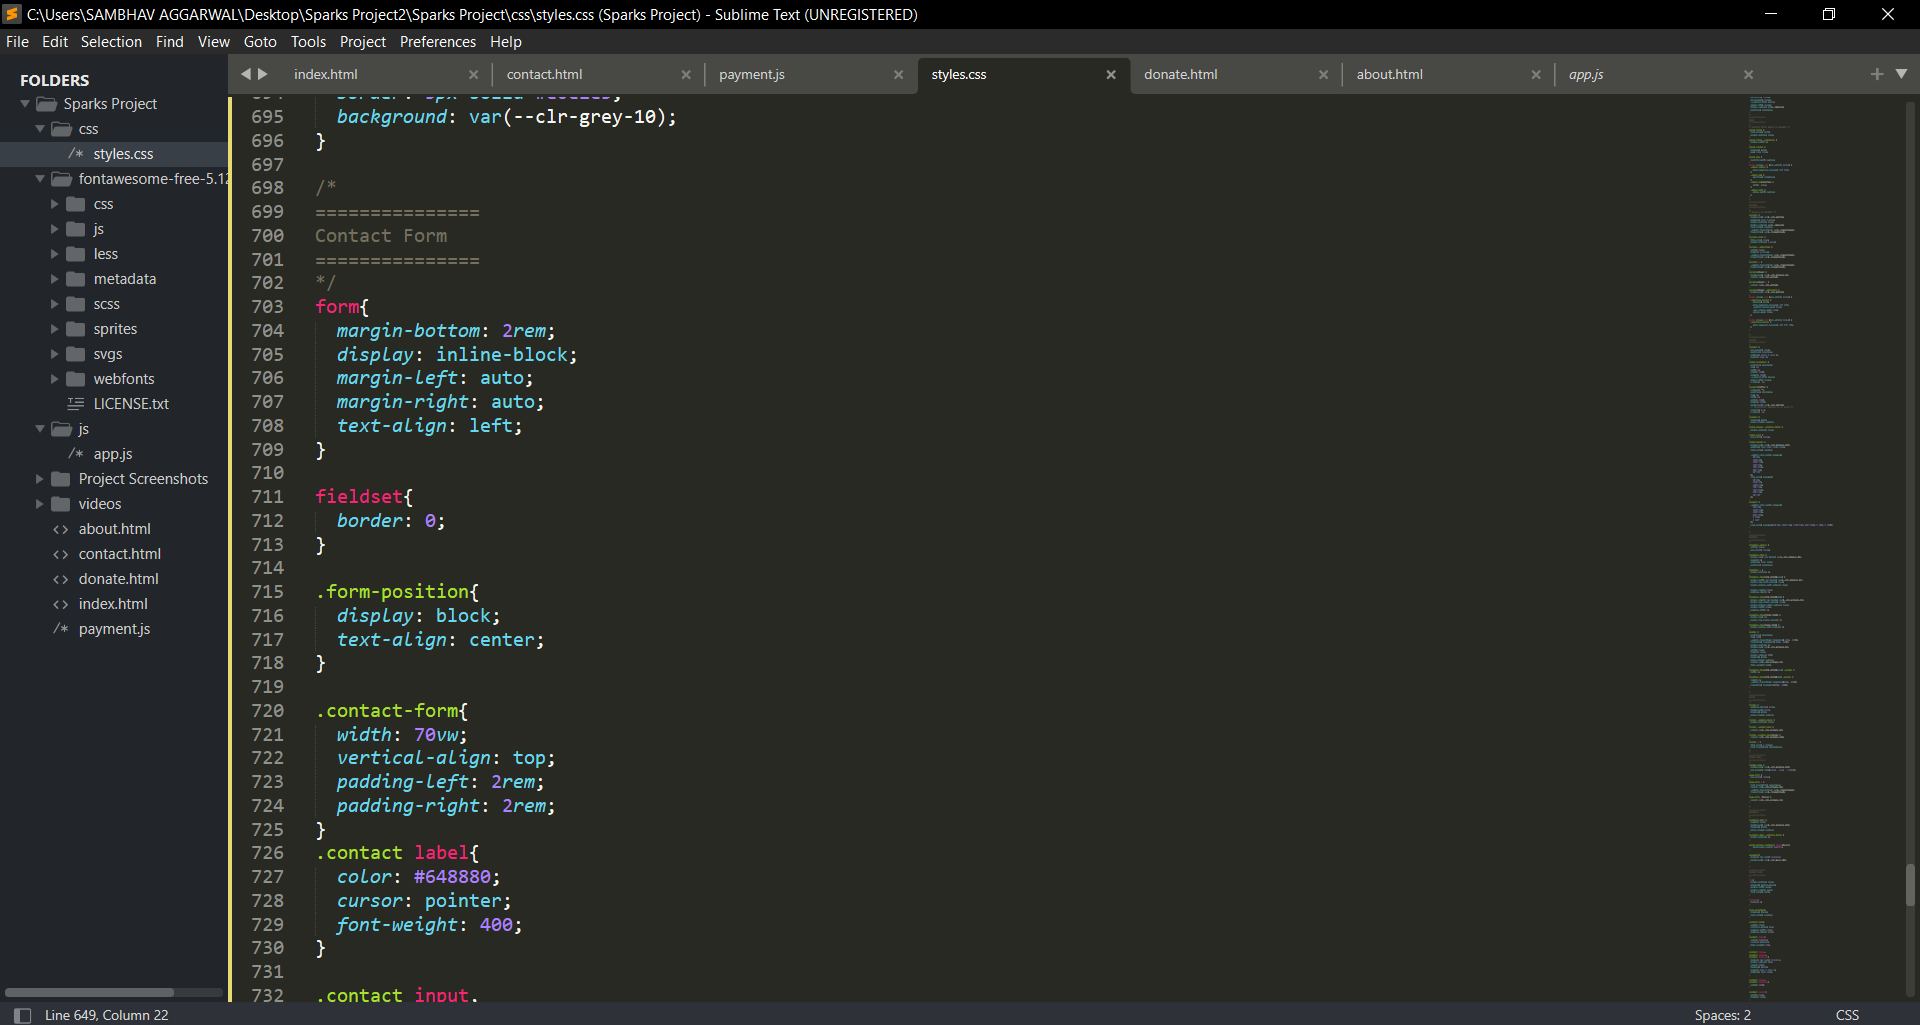 C:\Users\SAMBHAV AGGARWAL\Desktop\Sparks Project2\Sparks Project\css\styles.css (Sparks Project) - Sublime Text (UNREGISTERED)
File Edit Selection Find View Goto Tools Project Preferences Help
FOLDERS
Sparks Project
css
/* styles.css
fontawesome-free-5.12
css
js
less
metadata
scss
sprites
svgs
webfonts
LICENSE.txt
js
/* app.js
Project Screenshots
videos
<> about.html
<> contact.html
<> donate.html
<> index.html
/* payment.js
index.html × contact.html × payment.js × styles.css × donate.html × about.html × app.js ×
695 background: var(--clr-grey-10);
696 }
697
698 /*
699 ===============
700 Contact Form
701 ===============
702 */
703 form{
704 margin-bottom: 2rem;
705 display: inline-block;
706 margin-left: auto;
707 margin-right: auto;
708 text-align: left;
709 }
710
711 fieldset{
712 border: 0;
713 }
714
715 .form-position{
716 display: block;
717 text-align: center;
718 }
719
720 .contact-form{
721 width: 70vw;
722 vertical-align: top;
723 padding-left: 2rem;
724 padding-right: 2rem;
725 }
726 .contact label{
727 color: #648880;
728 cursor: pointer;
729 font-weight: 400;
730 }
731
732 .contact input,
Line 649, Column 22
Spaces: 2
CSS